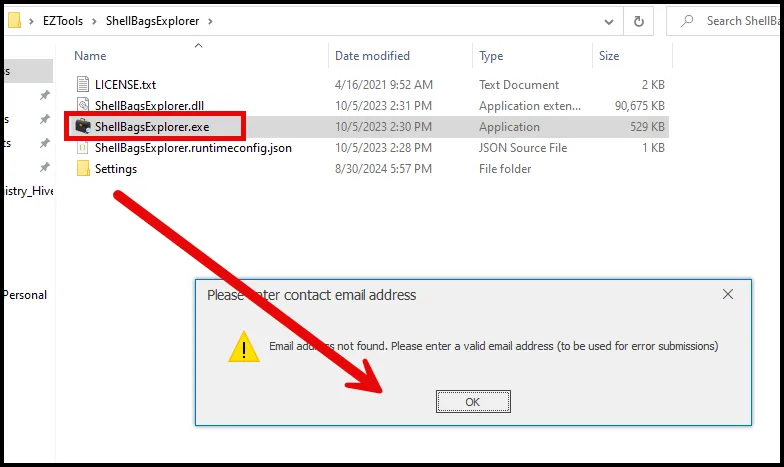 EZTools
ShellBagsExplorer
Search ShellBa
Name Date modified Type Size
LICENSE.txt 4/16/2021 9:52 AM Text Document 2 KB
ShellBagsExplorer.dll 10/5/2023 2:31 PM Application exten... 90,675 KB
ShellBagsExplorer.exe 10/5/2023 2:30 PM Application 529 KB
ShellBagsExplorer.runtimeconfig.json 10/5/2023 2:28 PM JSON Source File 1 KB
Settings 8/30/2024 5:57 PM File folder
ss
s
ts
istry_Hive
Personal
Please enter contact email address
Email address not found. Please enter a valid email address (to be used for error submissions)
OK